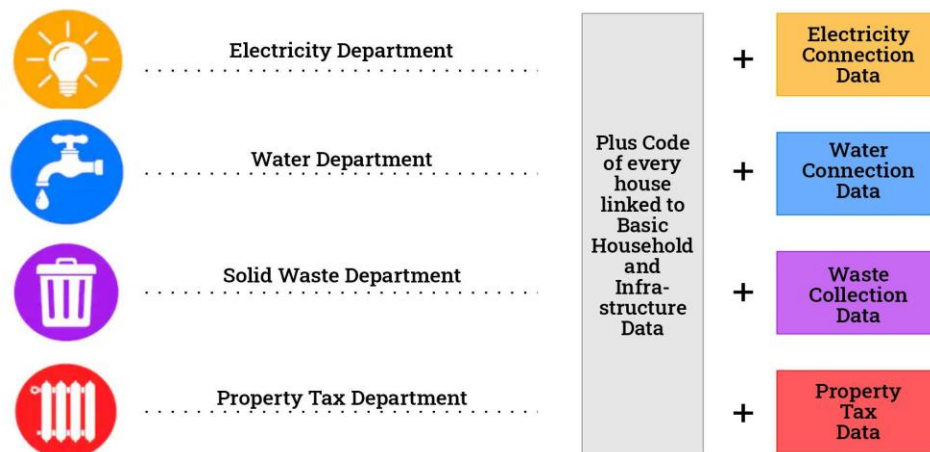 Electricity Department
+
Electricity
Connection
Data
Water Department
+
Water
Connection
Data
Plus Code
of every
house
linked to
Basic
Household
and
Infra-
structure
Data
Solid Waste Department
+
Waste
Collection
Data
Property Tax Department
+
Property
Tax
Data